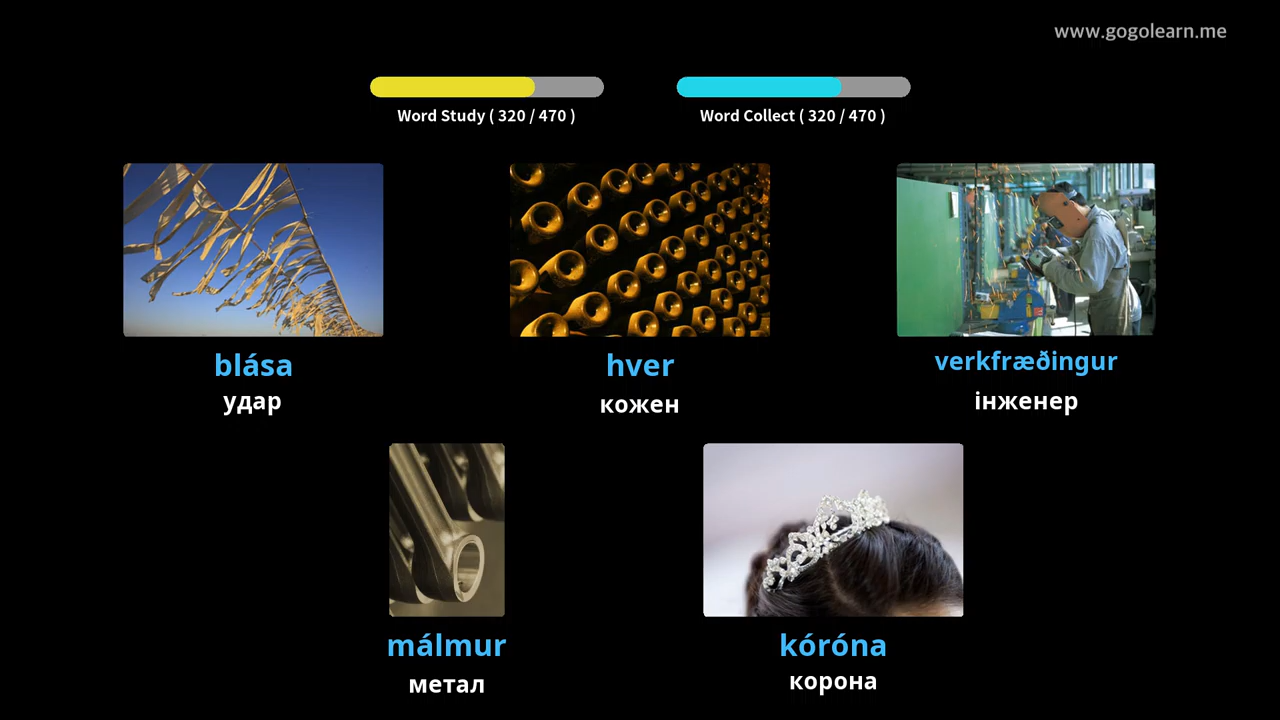 www.gogolearn.me
Word Study ( 320 / 470 )
Word Collect ( 320 / 470 )
blása
удар
hver
кожен
verkfræðingur
інженер
málmur
метал
kóróna
корона